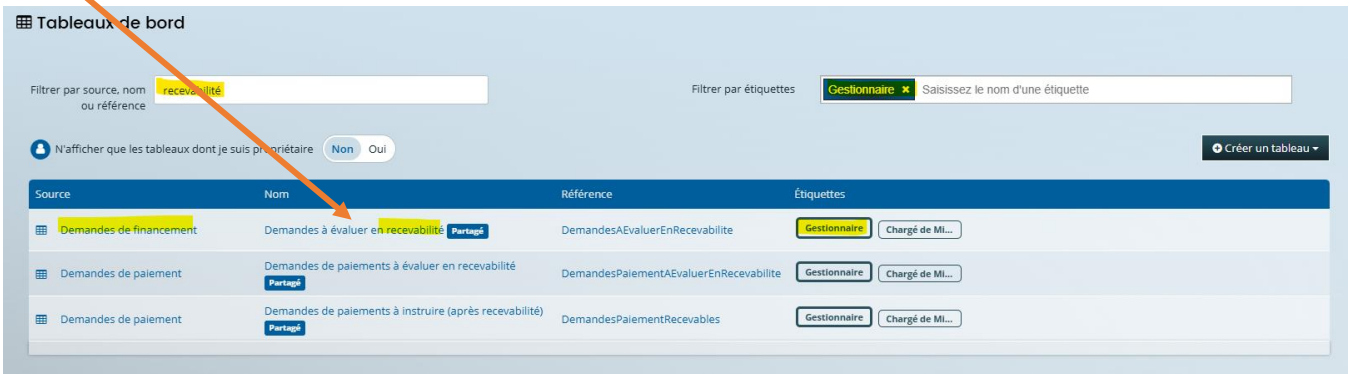 Tableaux de bord
Filtrer par source, nom
ou référence
recevabilité
Filtrer par étiquettes
Gestionnaire × Saisissez le nom d'une étiquette
N'afficher que les tableaux dont je suis propriétaire Non Oui
Créer un tableau
Source Nom Référence Étiquettes
Demandes de financement Demandes à évaluer en recevabilité Partagé DemandesAEvaluerEnRecevabilite Gestionnaire Chargé de Mi...
Demandes de paiement Demandes de paiements à évaluer en recevabilité
Partagé DemandesPaiementAEvaluerEnRecevabilite Gestionnaire Chargé de Mi...
Demandes de paiement Demandes de paiements à instruire (après recevabilité)
Partagé DemandesPaiementRecevables Gestionnaire Chargé de Mi...